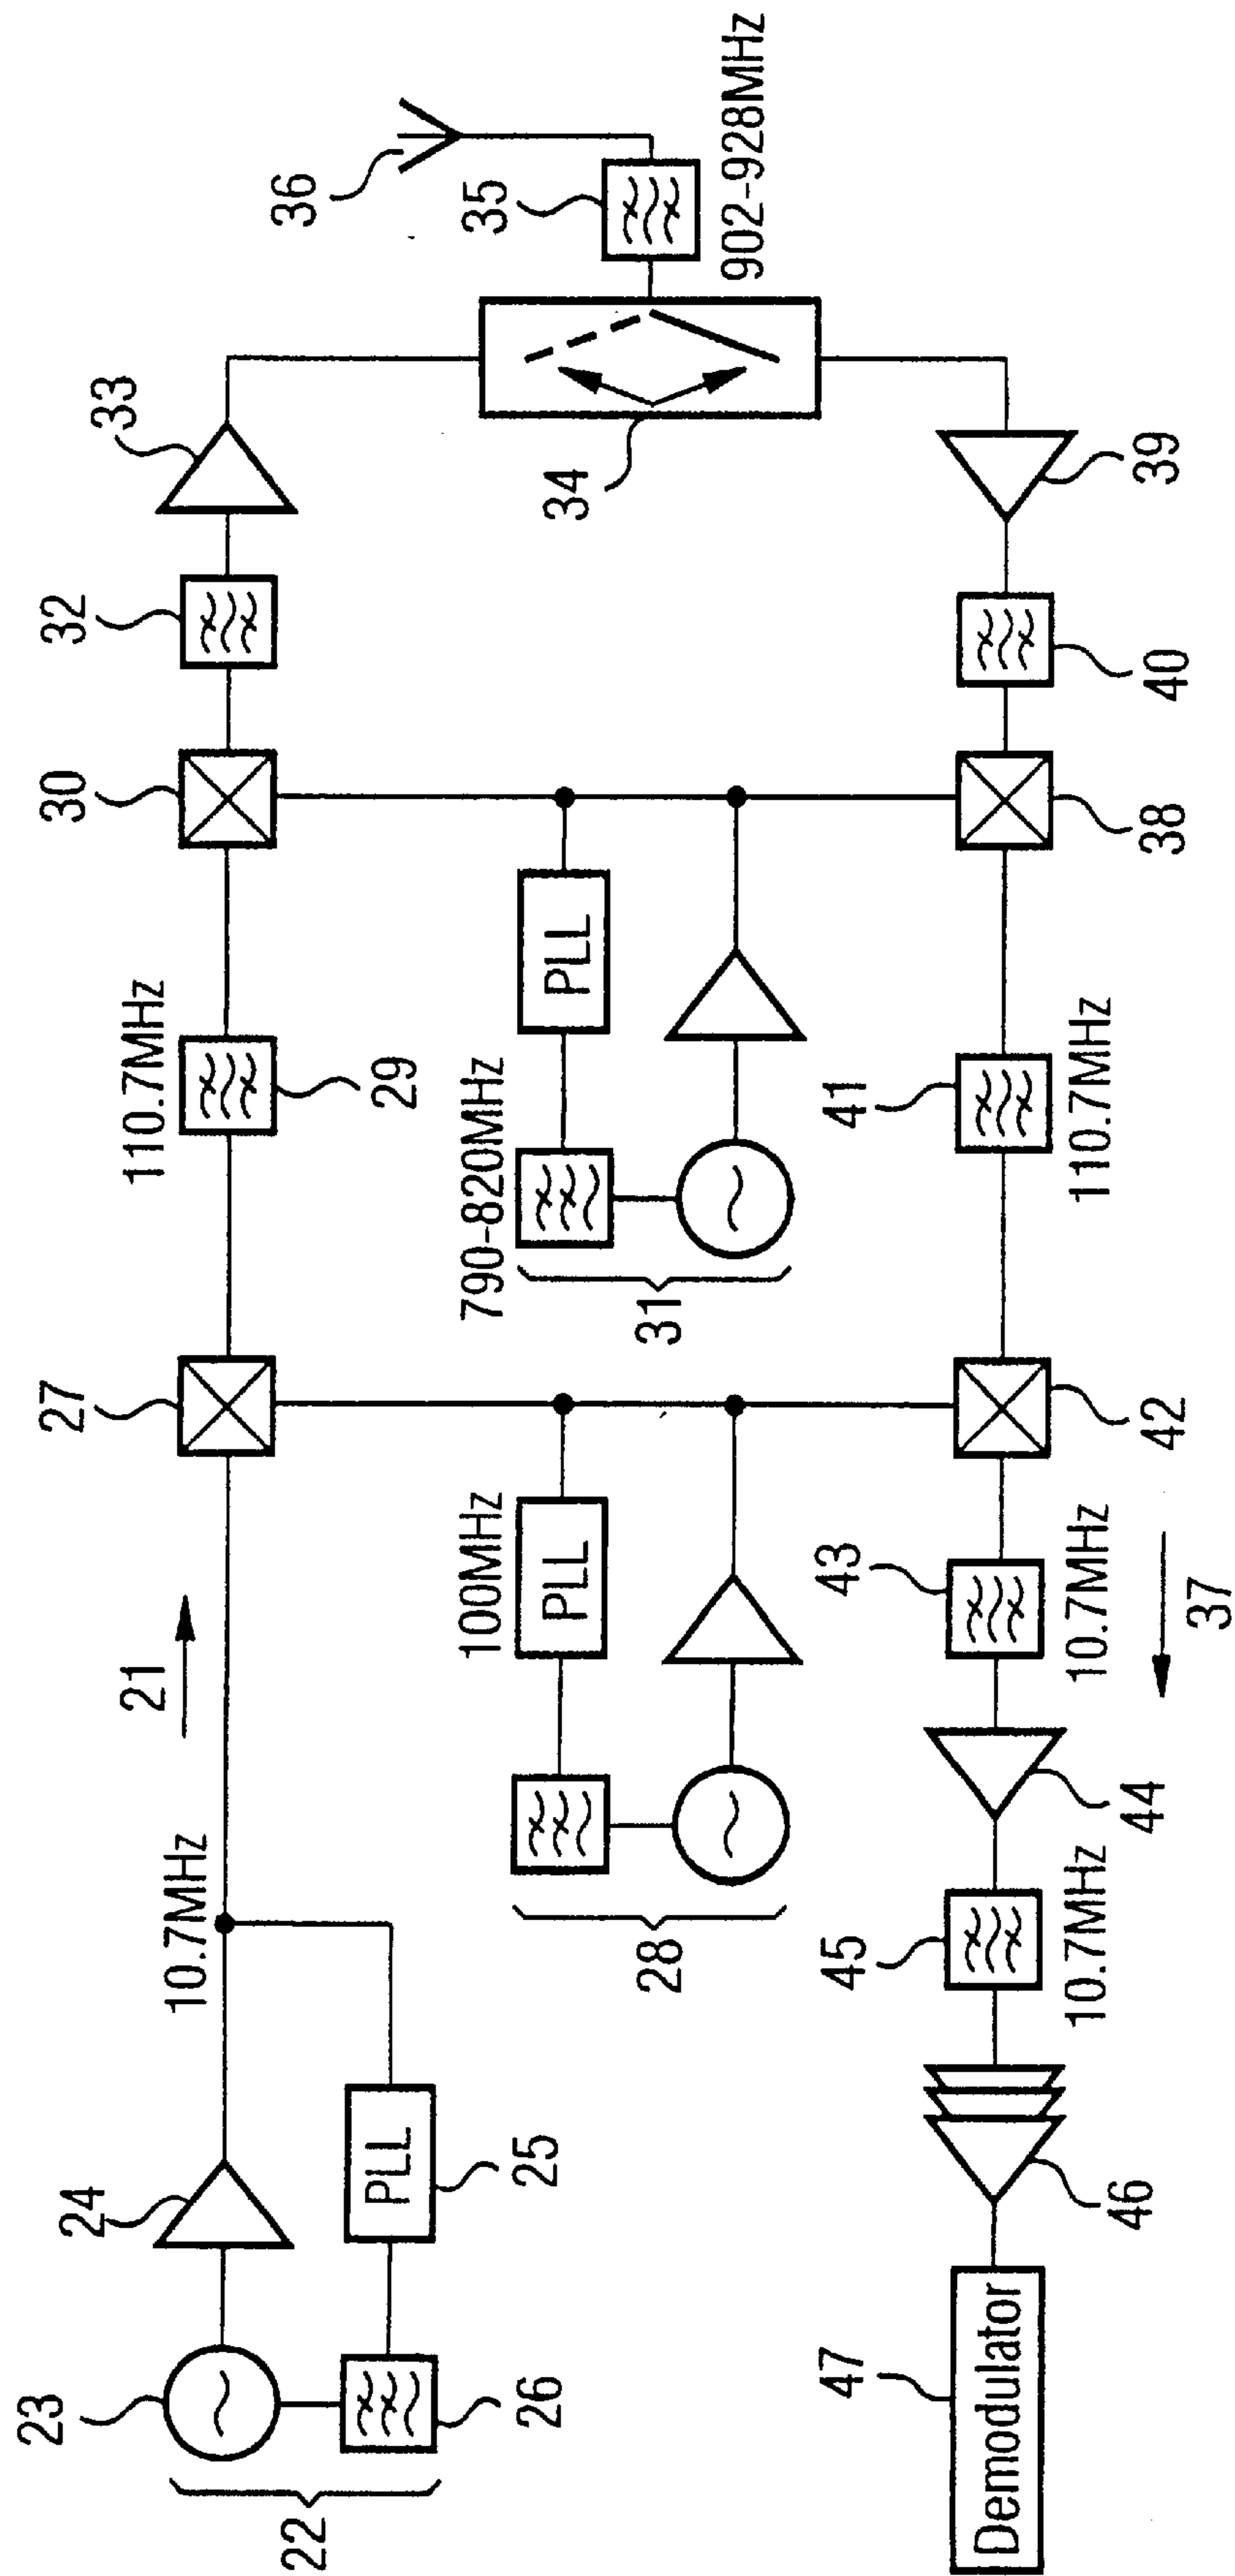 21
10.7MHz
22
23
24
PLL
25
26
27
110.7MHz
29
30
32
33
100MHz
PLL
28
790-820MHz
PLL
31
34
35
36
902-928MHz
Demodulator
47
46
45
10.7MHz
44
43
10.7MHz
37
42
41
110.7MHz
38
40
39